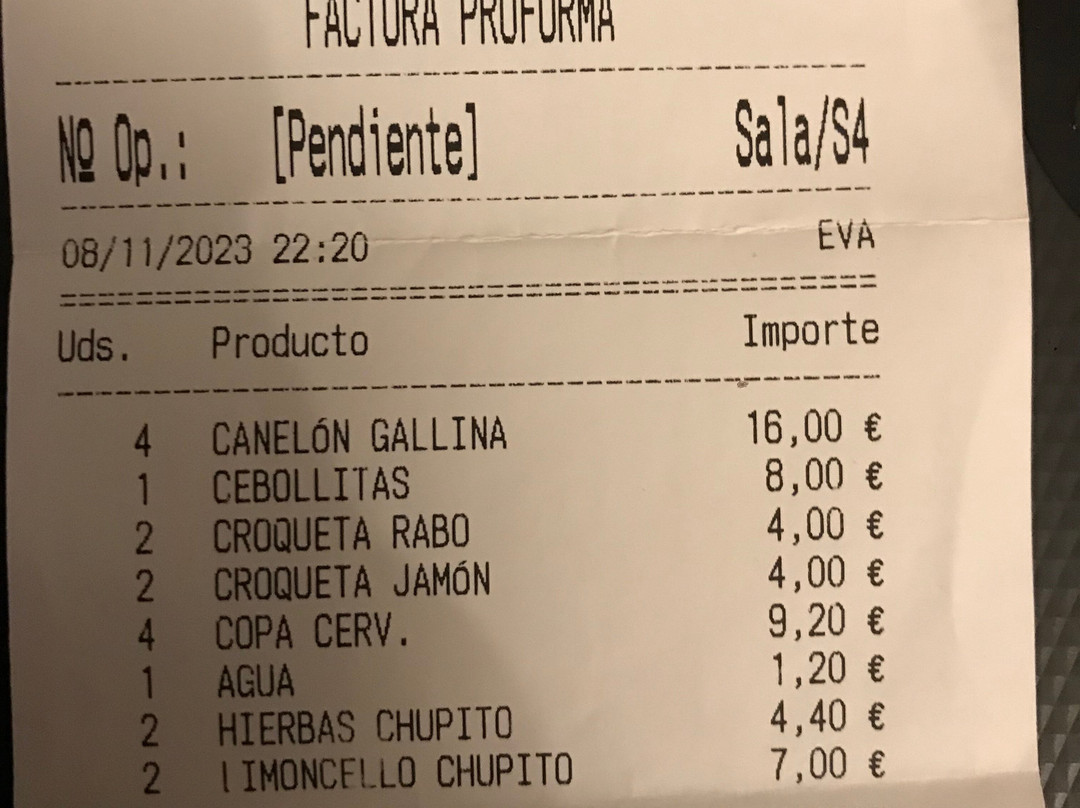 FACTURA PROFORMA
Nº Op.: [Pendiente] Sala/S4
08/11/2023 22:20 EVA
Uds. Producto Importe
4 CANELÓN GALLINA 16,00 €
1 CEBOLLITAS 8,00 €
2 CROQUETA RABO 4,00 €
2 CROQUETA JAMÓN 4,00 €
4 COPA CERV. 9,20 €
1 AGUA 1,20 €
2 HIERBAS CHUPITO 4,40 €
2 LIMONCELLO CHUPITO 7,00 €